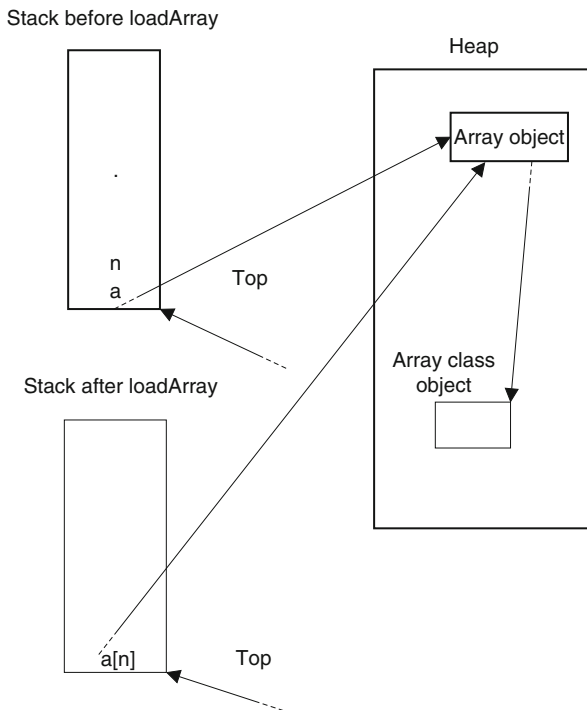 Stack before loadArray
Heap
Array object
.
n
a
Top
Array class
object
Stack after loadArray
a[n]
Top